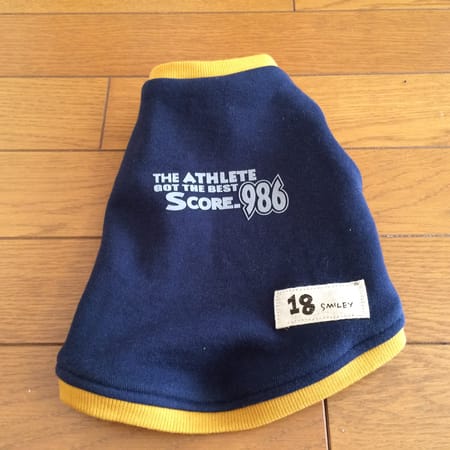 THE ATHLETE
GOT THE BEST
SCORE. 986
18 SMILEY